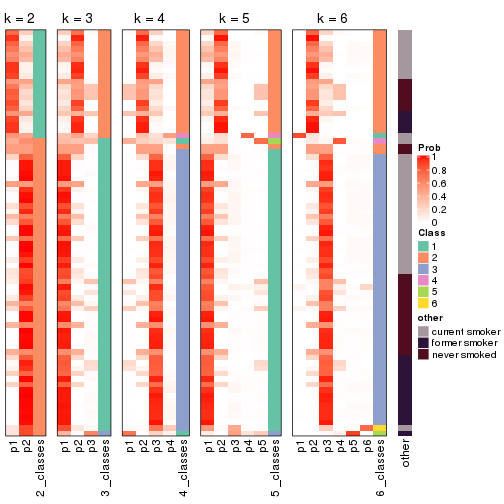 k = 2
k = 3
k = 4
k = 5
k = 6
Prob
1
0.8
0.6
0.4
0.2
0
Class
1
2
3
4
5
6
other
current smoker
former smoker
never smoked
p1
p2
2_classes
p1
p2
p3
3_classes
p1
p2
p3
p4
4_classes
p1
p2
p3
p4
p5
5_classes
p1
p2
p3
p4
p5
p6
6_classes
other